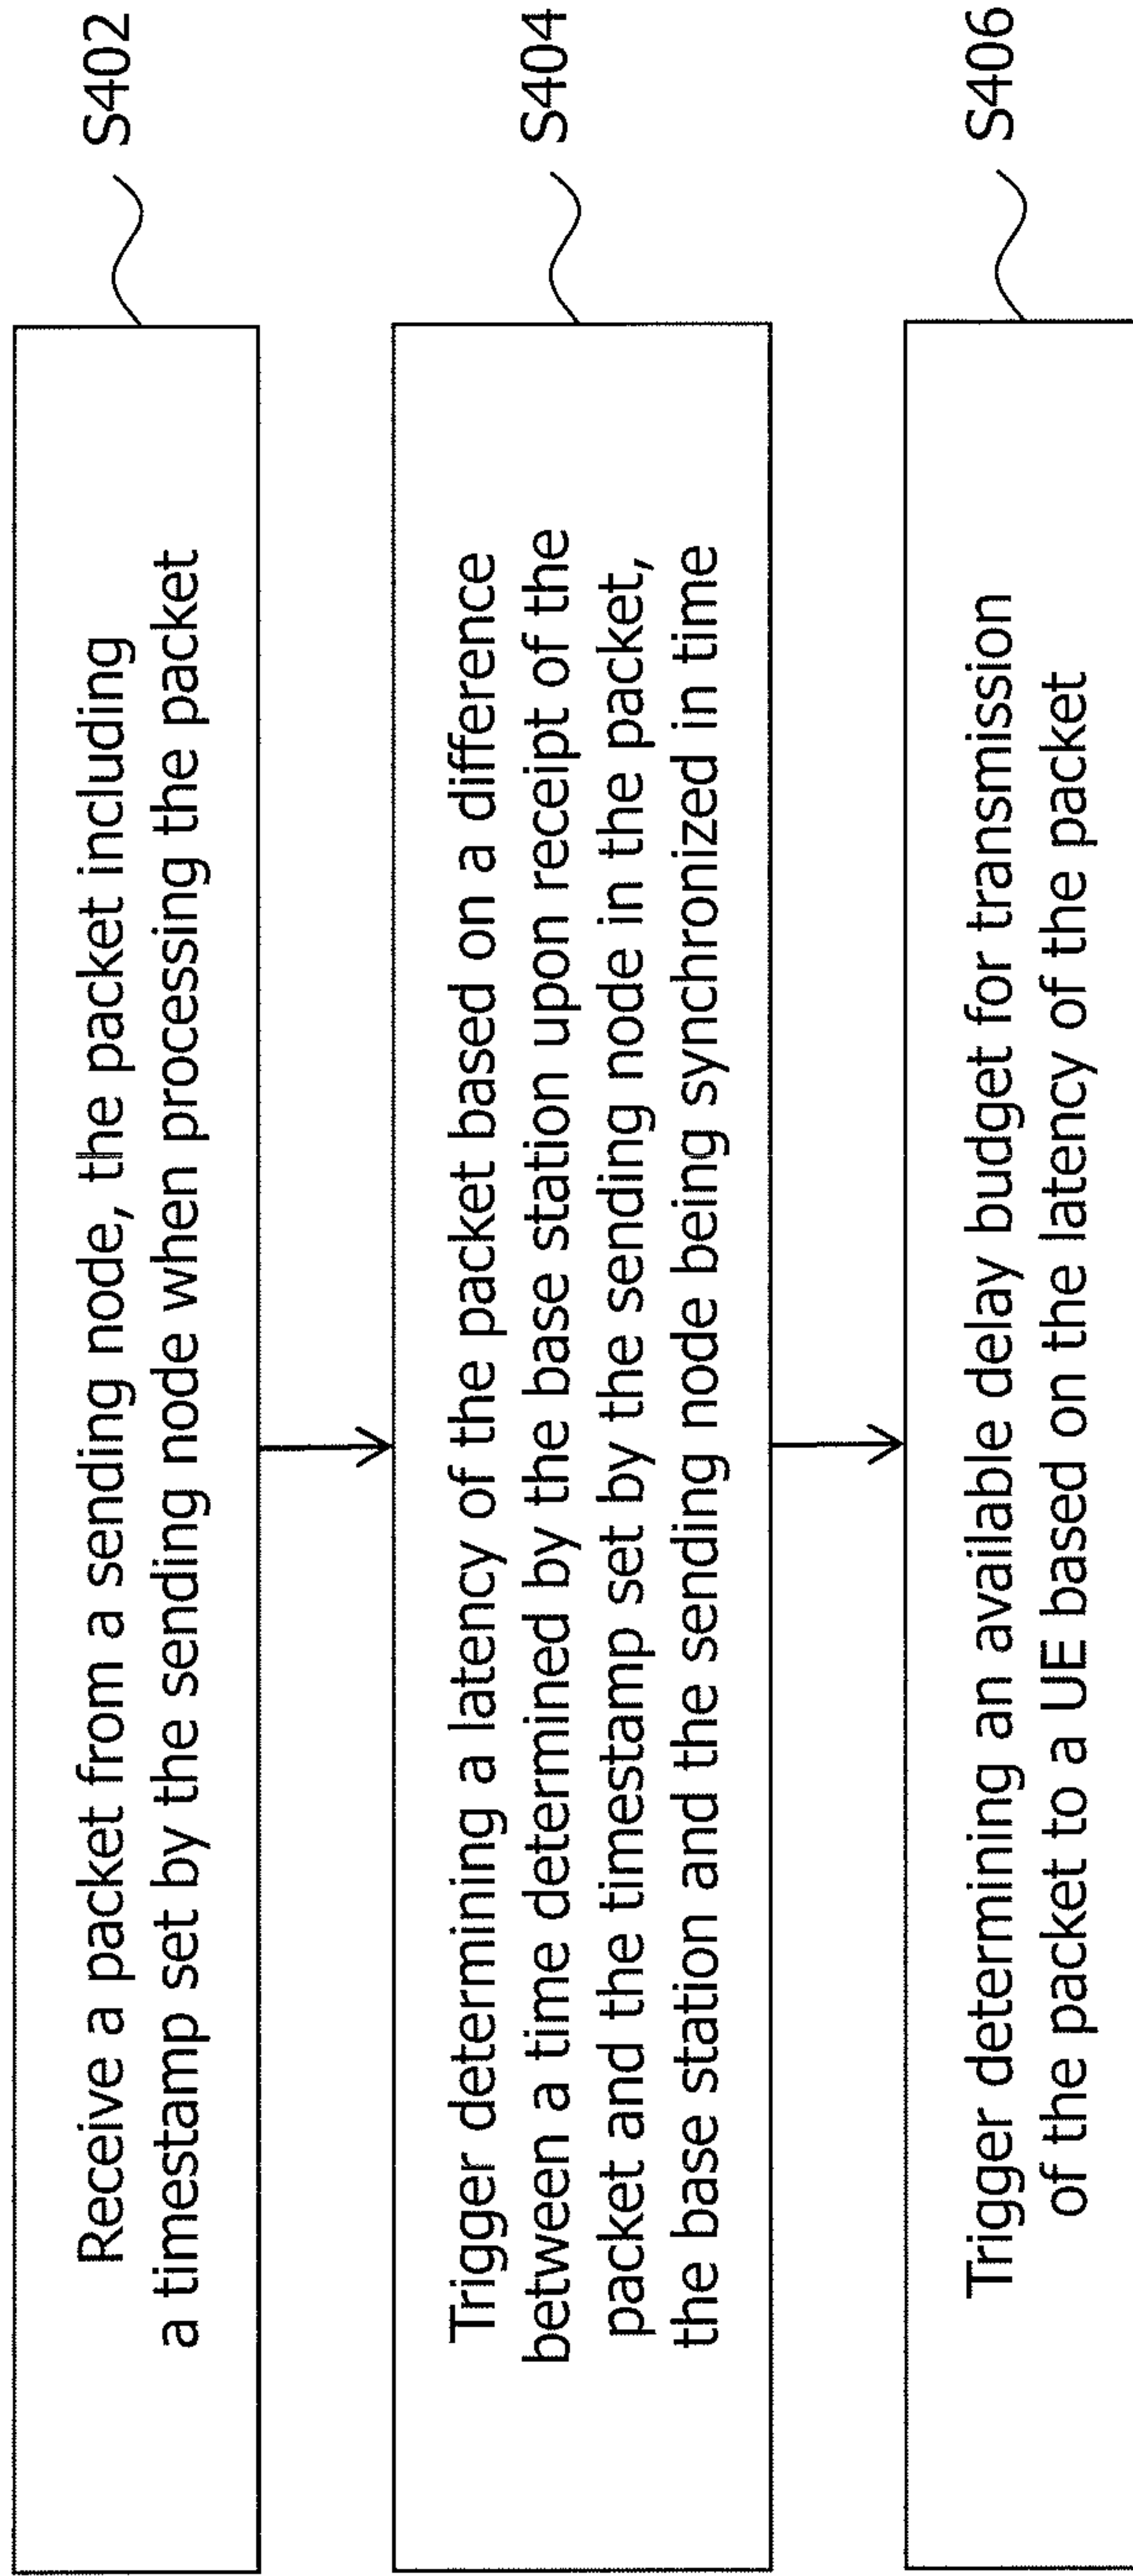 Receive a packet from a sending node, the packet including
a timestamp set by the sending node when processing the packet
S402
Trigger determining a latency of the packet based on a difference
between a time determined by the base station upon receipt of the
packet and the timestamp set by the sending node in the packet,
the base station and the sending node being synchronized in time
S404
Trigger determining an available delay budget for transmission
of the packet to a UE based on the latency of the packet
S406